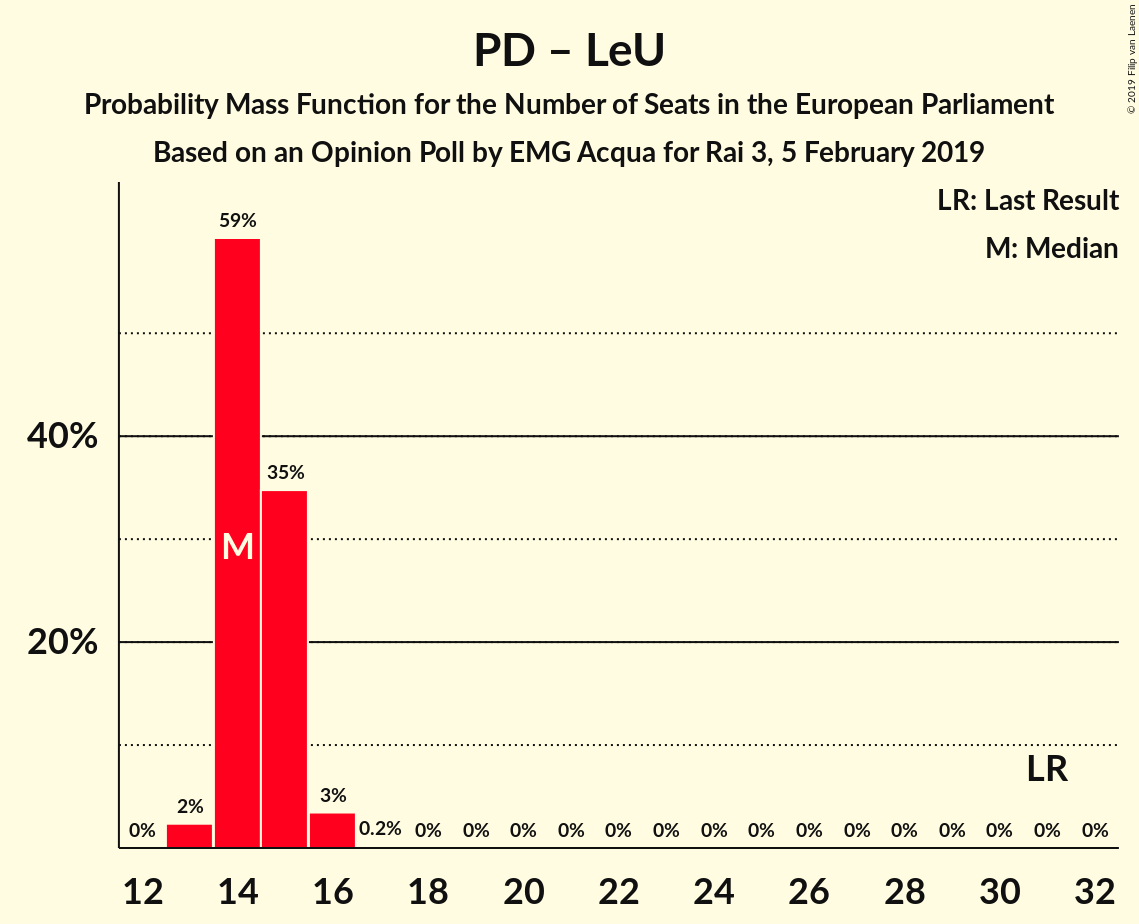 PD – LeU
Probability Mass Function for the Number of Seats in the European Parliament
Based on an Opinion Poll by EMG Acqua for Rai 3, 5 February 2019
© 2019 Filip van Laenen
LR: Last Result
M: Median
59%
40%
35%
M
20%
LR
0% 2% 3% 0.2% 0% 0% 0% 0% 0% 0% 0% 0% 0% 0% 0% 0% 0% 0% 0%
12 14 16 18 20 22 24 26 28 30 32